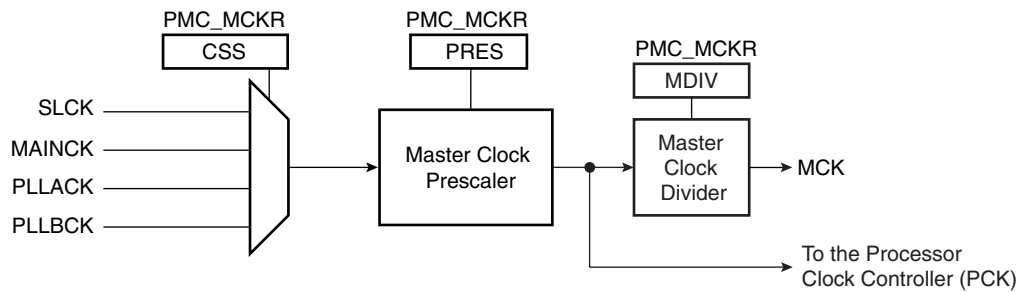 PMC_MCKR
CSS
PMC_MCKR
PRES
PMC_MCKR
MDIV
SLCK
MAINCK
PLLACK
PLLBCK
Master Clock
Prescaler
Master
Clock
Divider
MCK
To the Processor
Clock Controller (PCK)